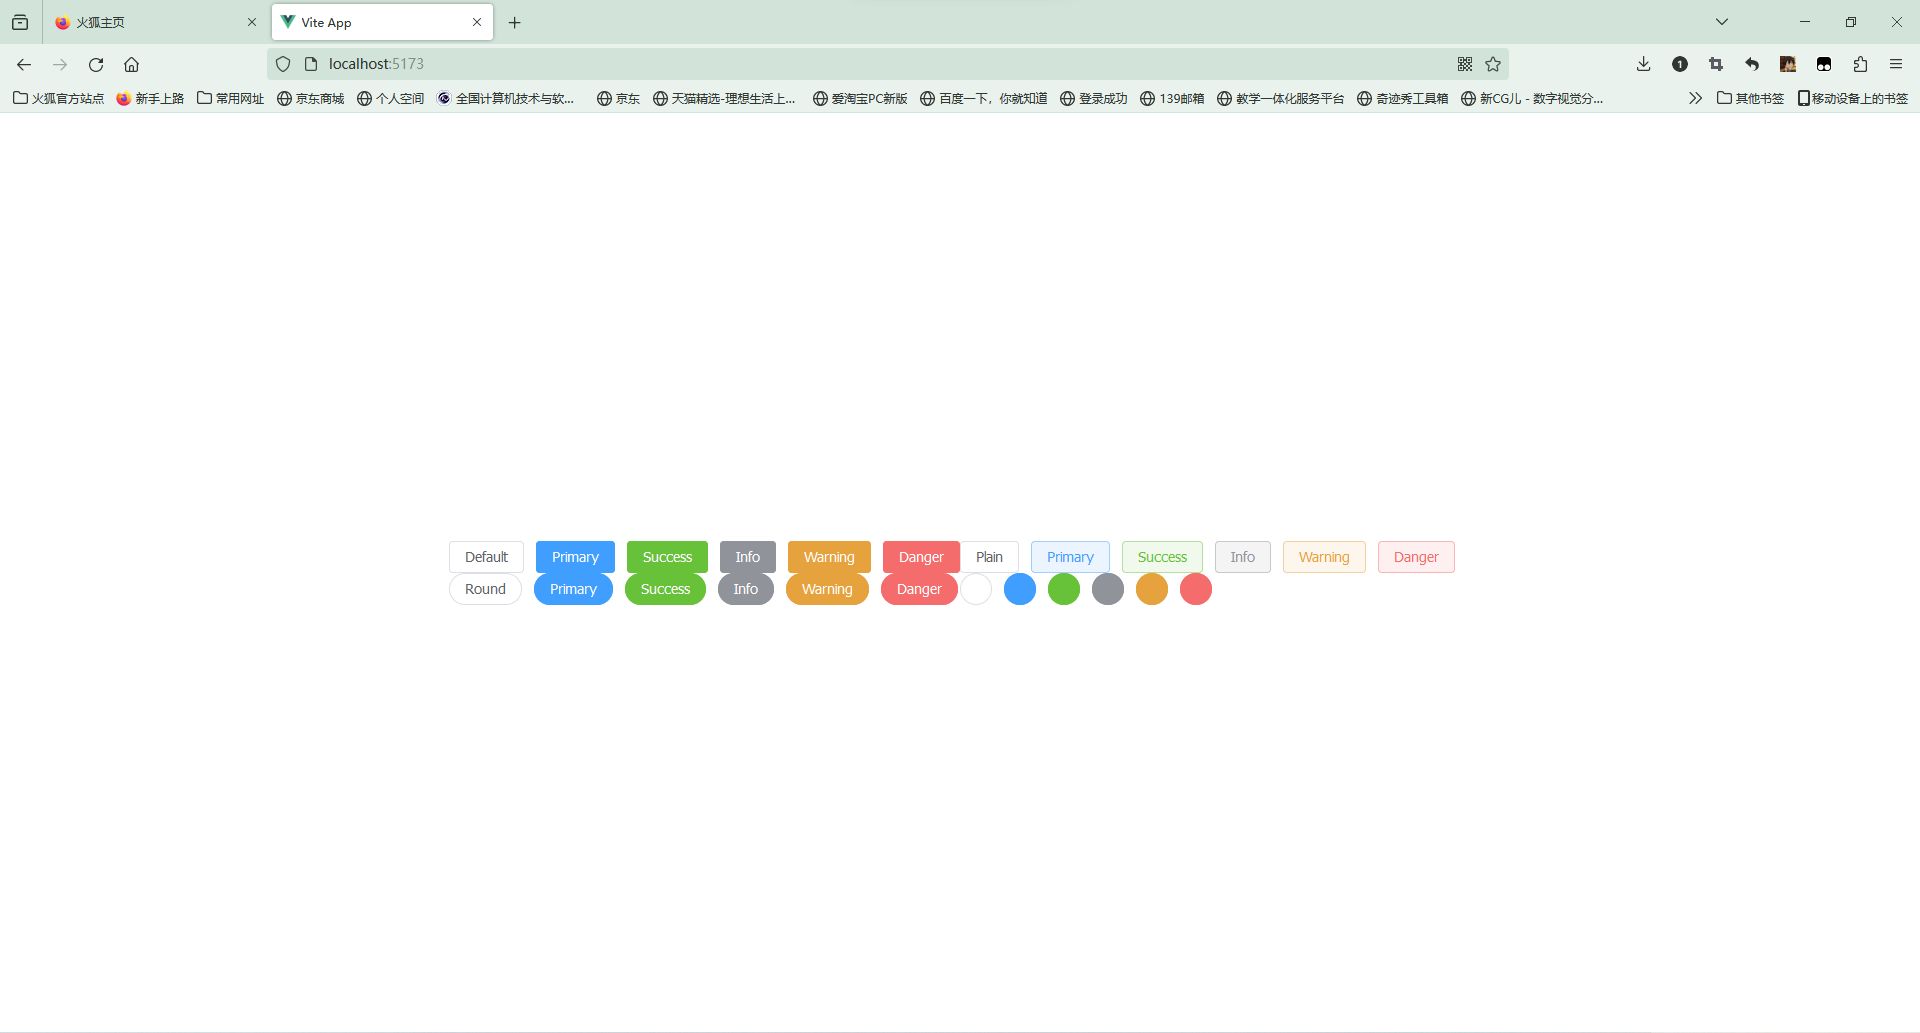 火狐主页 Vite App
localhost:5173 1
火狐官方站点 新手上路 常用网址 京东商城 个人空间 全国计算机技术与软... 京东 天猫精选-理想生活上... 爱淘宝PC新版 百度一下，你就知道 登录成功 139邮箱 教学一体化服务平台 奇迹秀工具箱 新CG儿 - 数字视觉分... 其他书签 移动设备上的书签
Default Primary Success Info Warning Danger Plain Primary Success Info Warning Danger
Round Primary Success Info Warning Danger